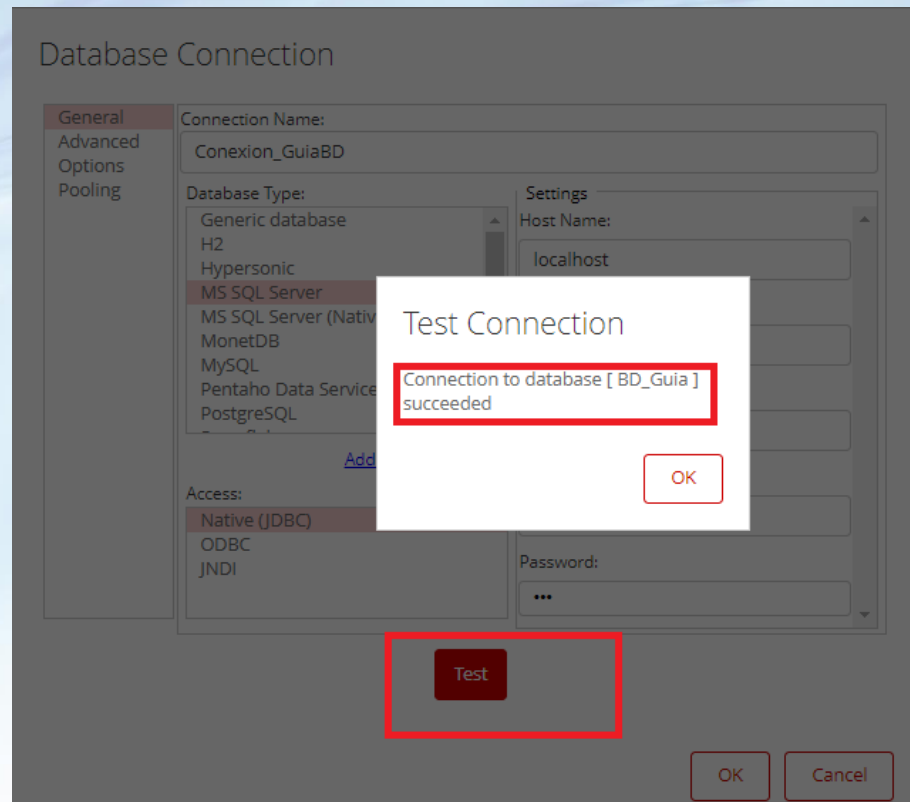 Database Connection
General
Advanced
Options
Pooling
Connection Name:
Conexion_GuiaBD
Database Type:
Generic database
H2
Hypersonic
MS SQL Server
MS SQL Server (Nativ
MonetDB
MySQL
Pentaho Data Service
PostgreSQL
Add
Access:
Native (JDBC)
ODBC
JNDI
Settings
Host Name:
localhost
Password:
•••
Test Connection
Connection to database [ BD_Guia ]
succeeded
OK
Test
OK
Cancel